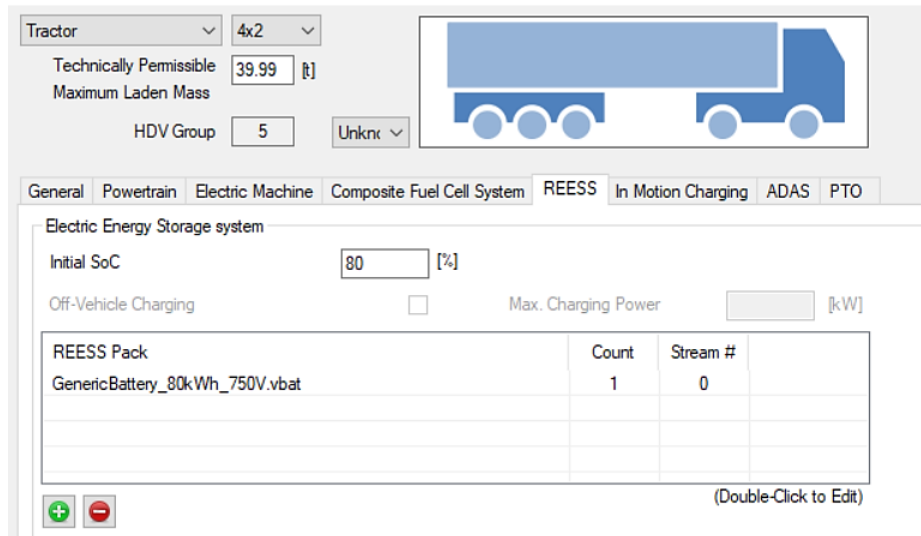 Tractor 4x2
Technically Permissible
Maximum Laden Mass 39.99 [t]
HDV Group 5 Unkno
General Powertrain Electric Machine Composite Fuel Cell System REESS In Motion Charging ADAS PTO
Electric Energy Storage system
Initial SoC 80 [%]
Off-Vehicle Charging Max. Charging Power [kW]
REESS Pack Count Stream #
GenericBattery_80kWh_750V.vbat 1 0
(Double-Click to Edit)